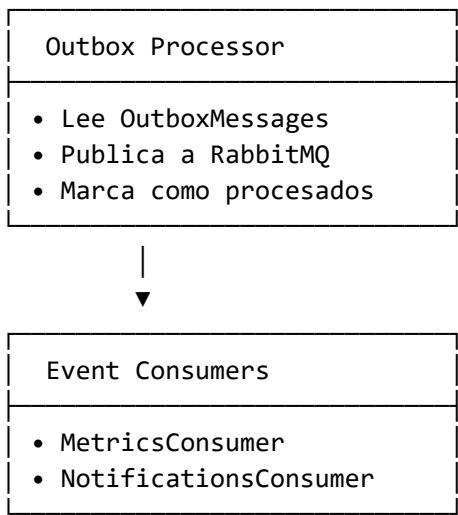 Outbox Processor
• Lee OutboxMessages
• Publica a RabbitMQ
• Marca como procesados
Event Consumers
• MetricsConsumer
• NotificationsConsumer